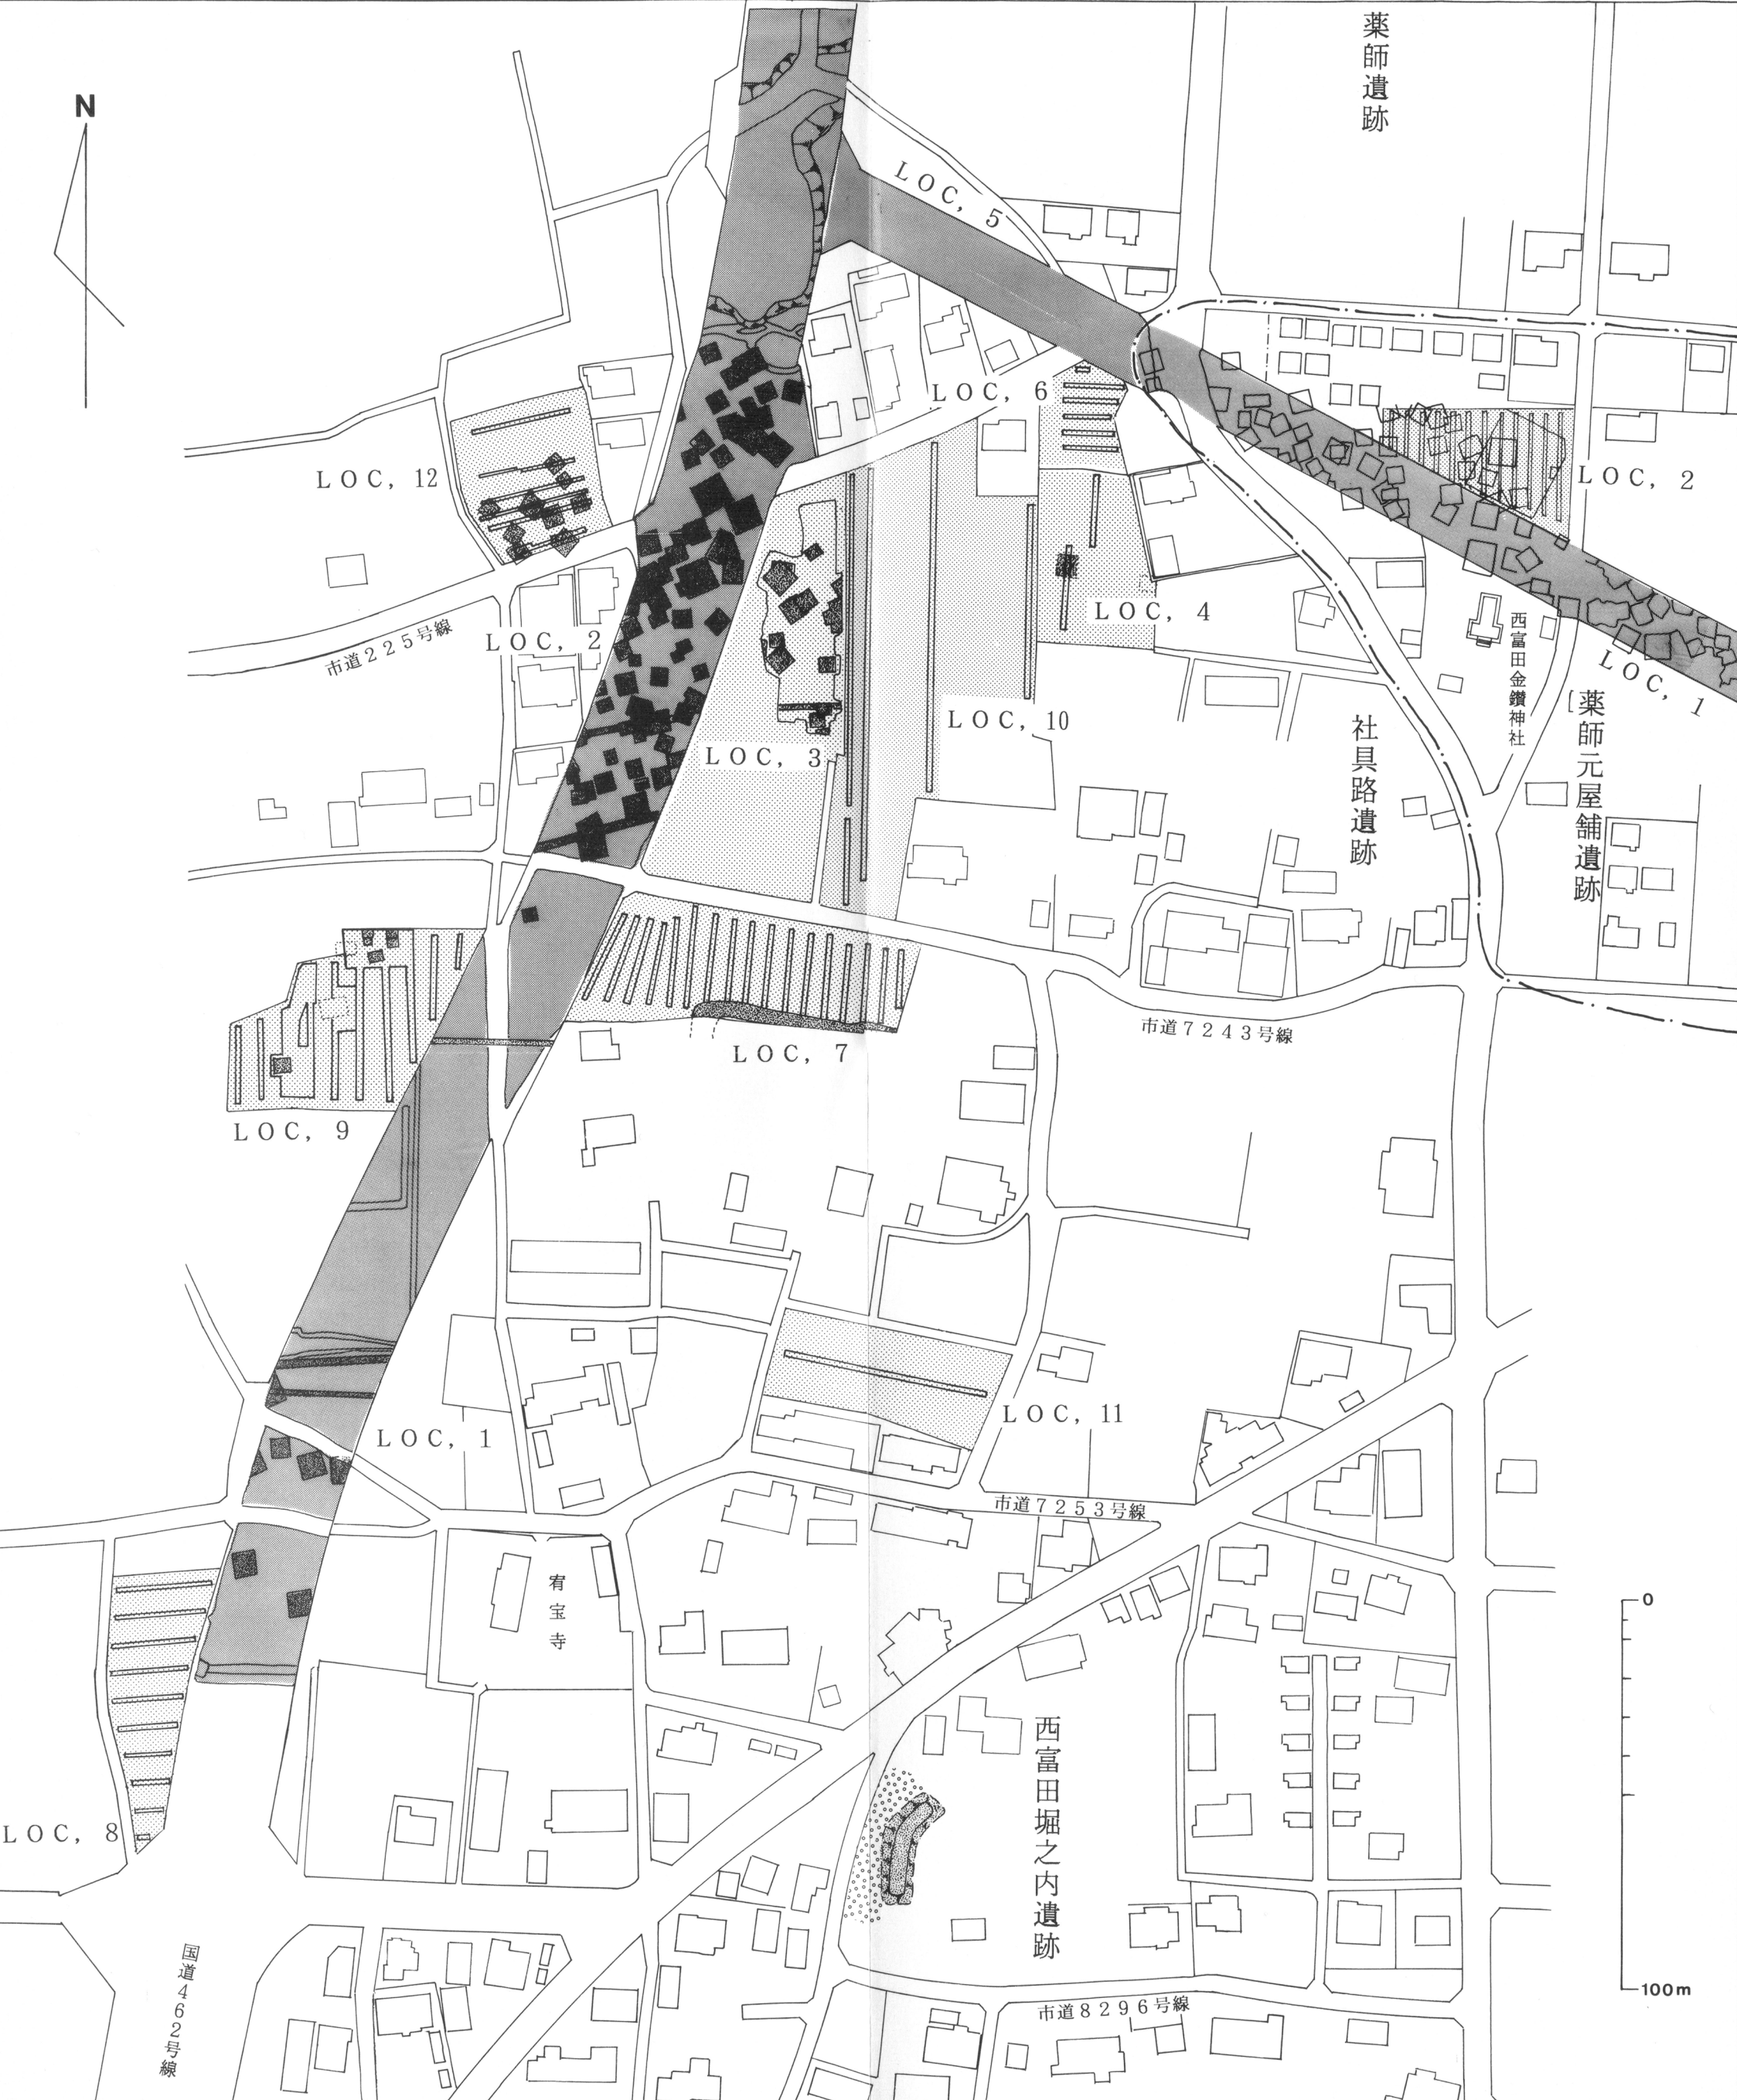 薬師遺跡
N
LOC, 5
LOC, 6
LOC, 12
LOC, 2
LOC, 4
西富田金鑚神社
市道225号線
LOC, 2
LOC, 1
LOC, 10
LOC, 3
社具路遺跡
薬師元屋舗遺跡
市道7243号線
LOC, 7
LOC, 9
LOC, 11
LOC, 1
市道7253号線
宥宝寺
0
西富田堀之内遺跡
LOC, 8
国道462号線
100m
市道8296号線